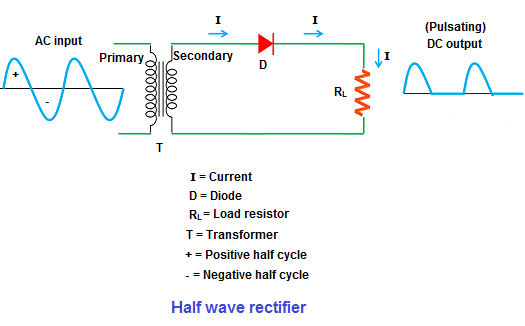 AC input
+
-
Primary
Secondary
T
I
D
I
I
RL
(Pulsating)
DC output
I = Current
D = Diode
RL = Load resistor
T = Transformer
+ = Positive half cycle
- = Negative half cycle
Half wave rectifier